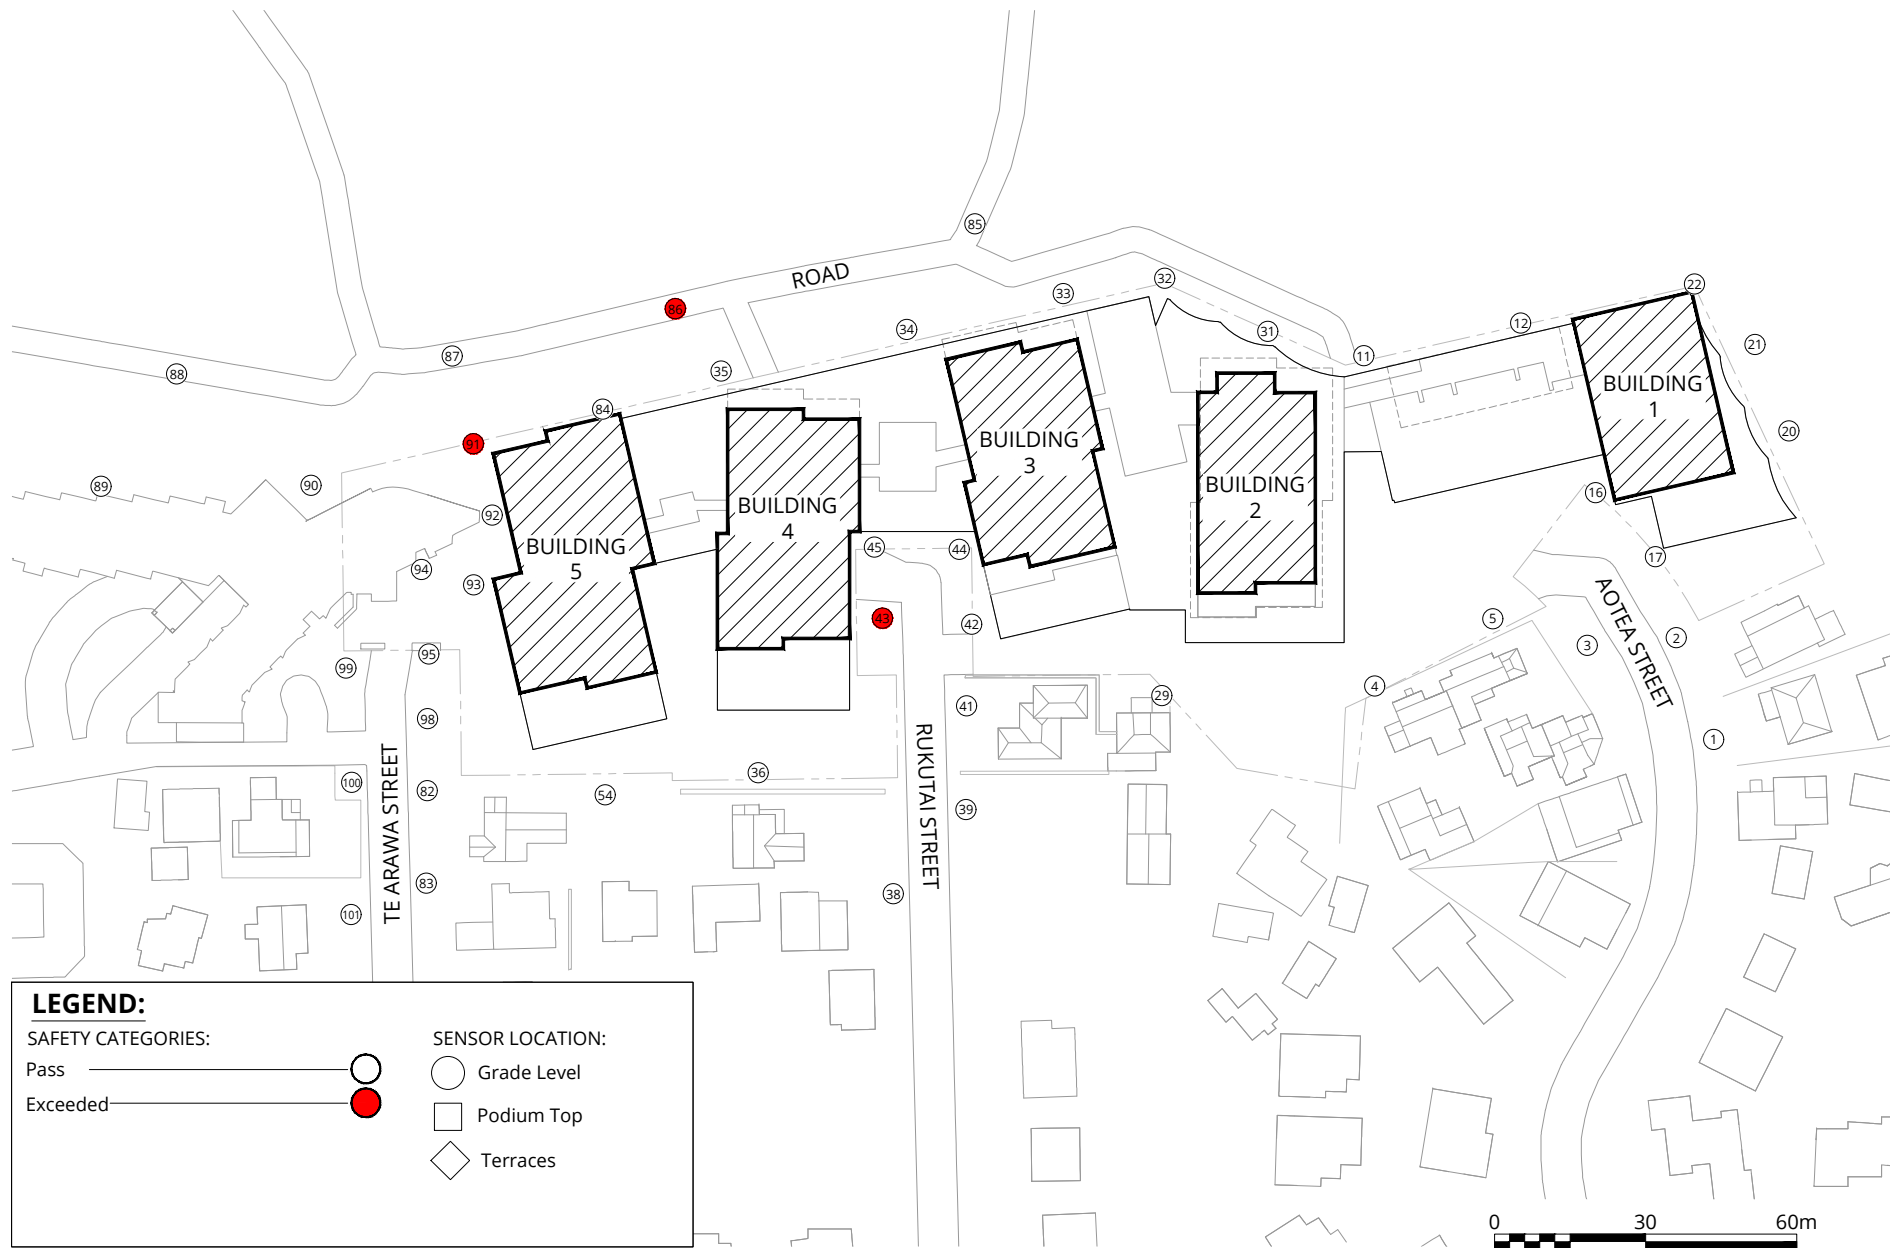 85
32
22
33
86
ROAD
12
34
31
21
87
11
88
35
BUILDING
1
84
20
91
BUILDING
3
89
90
BUILDING
2
16
BUILDING
4
92
BUILDING
5
45
44
17
94
93
AOTEA STREET
43
42
5
2
3
95
99
4
29
41
98
1
TE ARAWA STREET
RUKUTAI STREET
36
100
82
54
39
83
38
101
LEGEND:
SAFETY CATEGORIES:
Pass
Exceeded
SENSOR LOCATION:
Grade Level
Podium Top
Terraces
0 30 60m